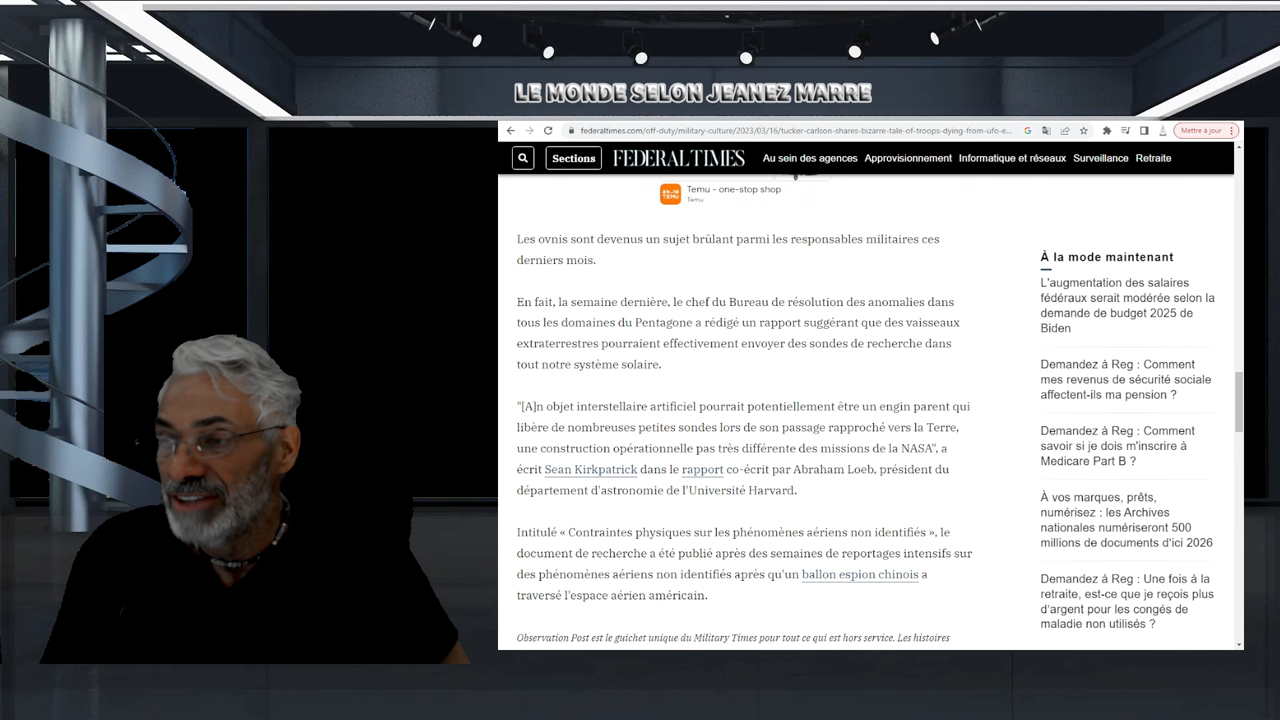 LE MONDE SELON JEANEZ MARRE
federaltimes.com/off-duty/military-culture/2023/03/16/tucker-carlson-shares-bizarre-tale-of-troops-dying-from-ufo-e...
Mettre à jour
Sections
FEDERALTIMES
Au sein des agences
Approvisionnement
Informatique et réseaux
Surveillance
Retraite
TEMU
Temu - one-stop shop
Temu
Les ovnis sont devenus un sujet brûlant parmi les responsables militaires ces
derniers mois.
En fait, la semaine dernière, le chef du Bureau de résolution des anomalies dans
tous les domaines du Pentagone a rédigé un rapport suggérant que des vaisseaux
extraterrestres pourraient effectivement envoyer des sondes de recherche dans
tout notre système solaire.
"[A]n objet interstellaire artificiel pourrait potentiellement être un engin parent qui
libère de nombreuses petites sondes lors de son passage rapproché vers la Terre,
une construction opérationnelle pas très différente des missions de la NASA", a
écrit Sean Kirkpatrick dans le rapport co-écrit par Abraham Loeb, président du
département d'astronomie de l'Université Harvard.
Intitulé « Contraintes physiques sur les phénomènes aériens non identifiés », le
document de recherche a été publié après des semaines de reportages intensifs sur
des phénomènes aériens non identifiés après qu'un ballon espion chinois a
traversé l'espace aérien américain.
Observation Post est le guichet unique du Military Times pour tout ce qui est hors service. Les histoires
À la mode maintenant
L'augmentation des salaires
fédéraux serait modérée selon la
demande de budget 2025 de
Biden
Demandez à Reg : Comment
mes revenus de sécurité sociale
affectent-ils ma pension ?
Demandez à Reg : Comment
savoir si je dois m'inscrire à
Medicare Part B ?
À vos marques, prêts,
numérisez : les Archives
nationales numériseront 500
millions de documents d'ici 2026
Demandez à Reg : Une fois à la
retraite, est-ce que je reçois plus
d'argent pour les congés de
maladie non utilisés ?